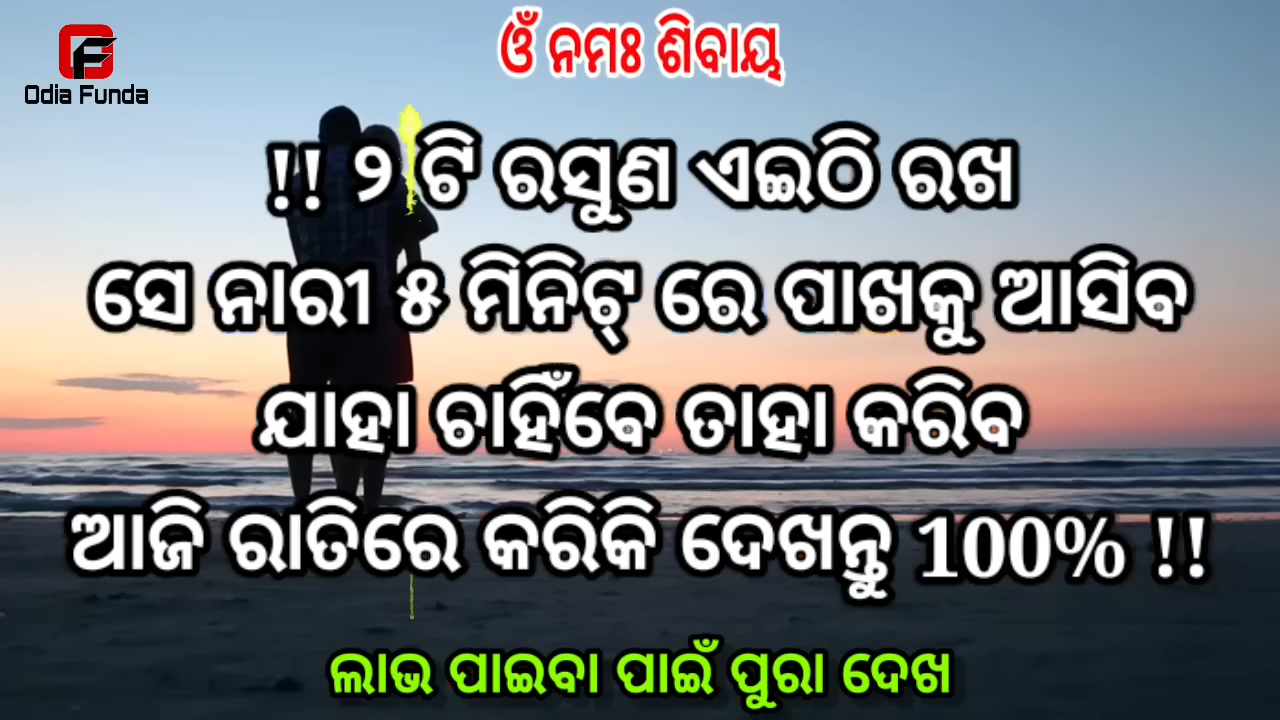 ଓଁ ନମଃ ଶିବାୟ
Odia Funda
!! ୨ ଟି ରସୁଣ ଏଇଠି ରଖ
ସେ ନାରୀ ୫ ମିନିଟ୍ ରେ ପାଖକୁ ଆସିବ
ଯାହା ଚାହିଁବେ ତାହା କରିବ
ଆଜି ରାତିରେ କରିକି ଦେଖନ୍ତୁ 100% !!
ଲାଭ ପାଇବା ପାଇଁ ପୁରା ଦେଖ